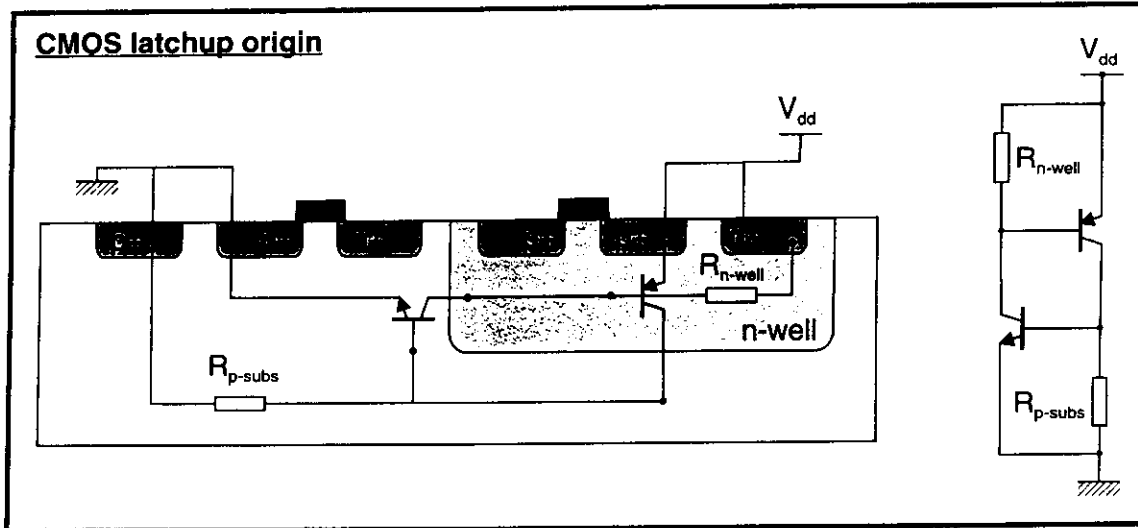 CMOS latchup origin
V_dd
V_dd
R_n-well
R_n-well
n-well
R_p-subs
R_p-subs